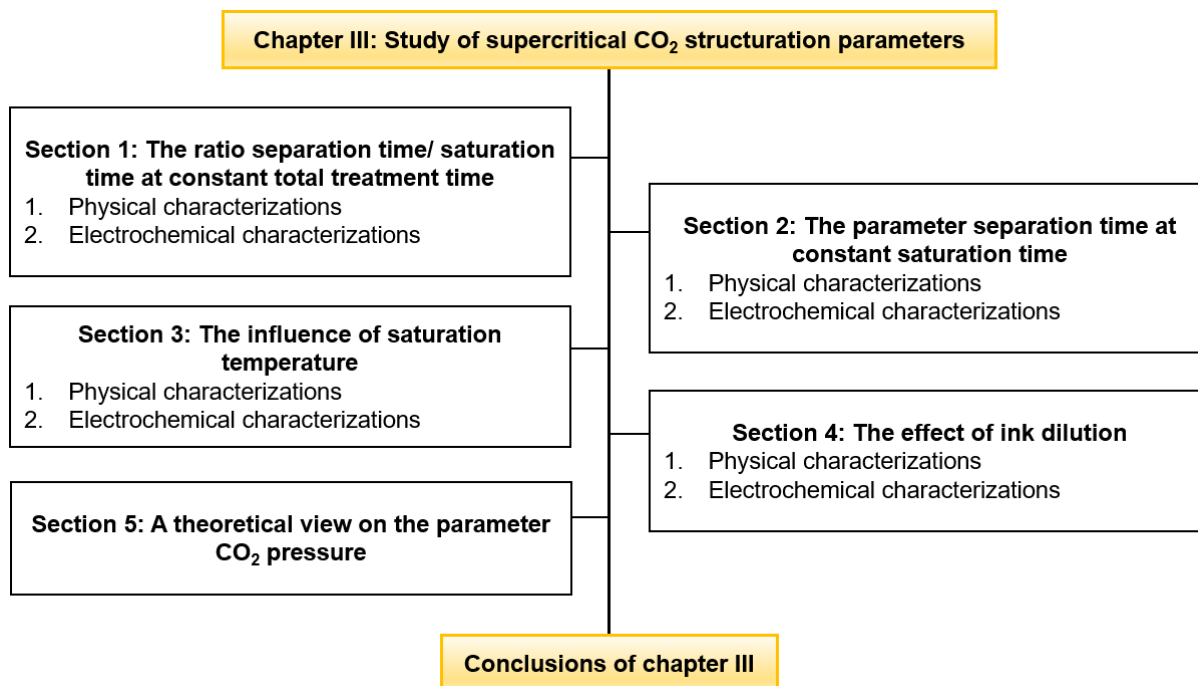 Chapter III: Study of supercritical CO₂ structuration parameters
Section 1: The ratio separation time/ saturation
time at constant total treatment time
1. Physical characterizations
2. Electrochemical characterizations
Section 2: The parameter separation time at
constant saturation time
1. Physical characterizations
2. Electrochemical characterizations
Section 3: The influence of saturation
temperature
1. Physical characterizations
2. Electrochemical characterizations
Section 4: The effect of ink dilution
1. Physical characterizations
2. Electrochemical characterizations
Section 5: A theoretical view on the parameter
CO₂ pressure
Conclusions of chapter III